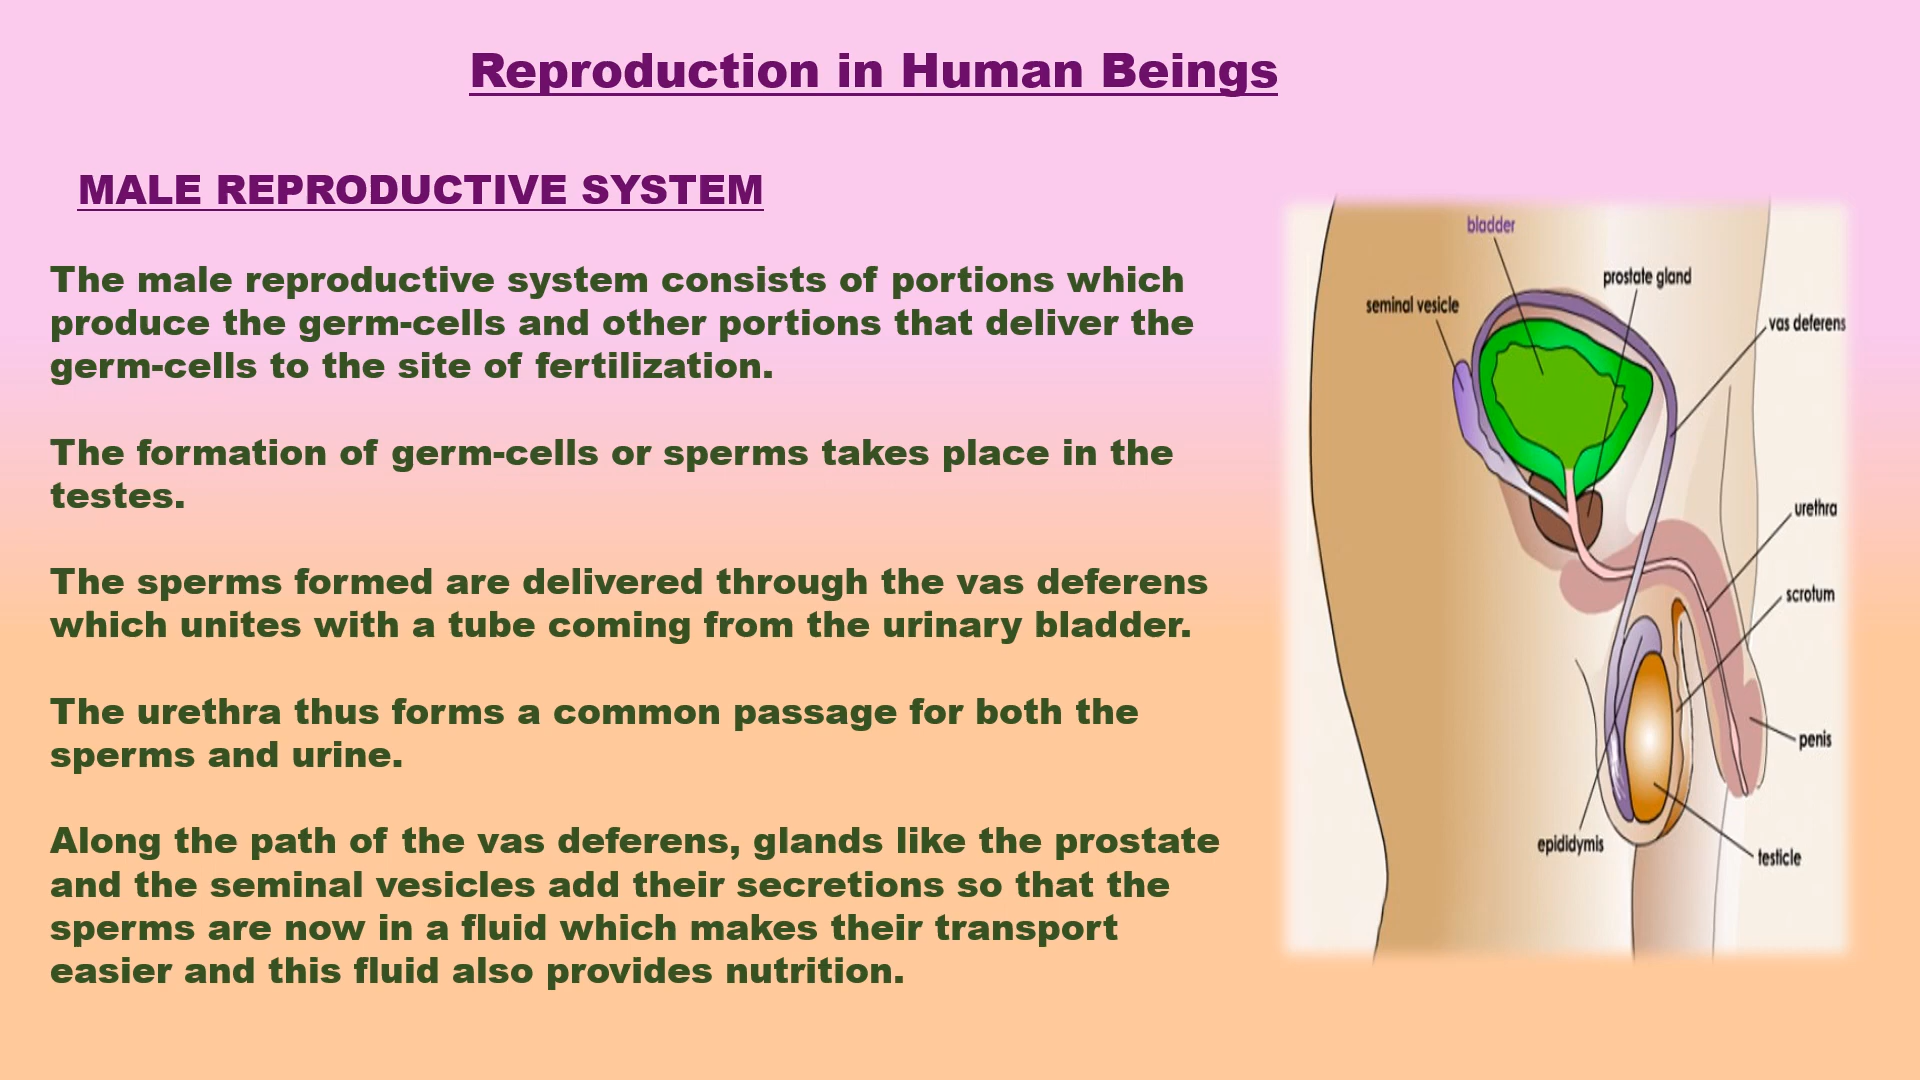 Reproduction in Human Beings
MALE REPRODUCTIVE SYSTEM
The male reproductive system consists of portions which
produce the germ-cells and other portions that deliver the
germ-cells to the site of fertilization.
The formation of germ-cells or sperms takes place in the
testes.
The sperms formed are delivered through the vas deferens
which unites with a tube coming from the urinary bladder.
The urethra thus forms a common passage for both the
sperms and urine.
Along the path of the vas deferens, glands like the prostate
and the seminal vesicles add their secretions so that the
sperms are now in a fluid which makes their transport
easier and this fluid also provides nutrition.
bladder
prostate gland
seminal vesicle
vas deferens
urethra
scrotum
penis
epididymis
testicle